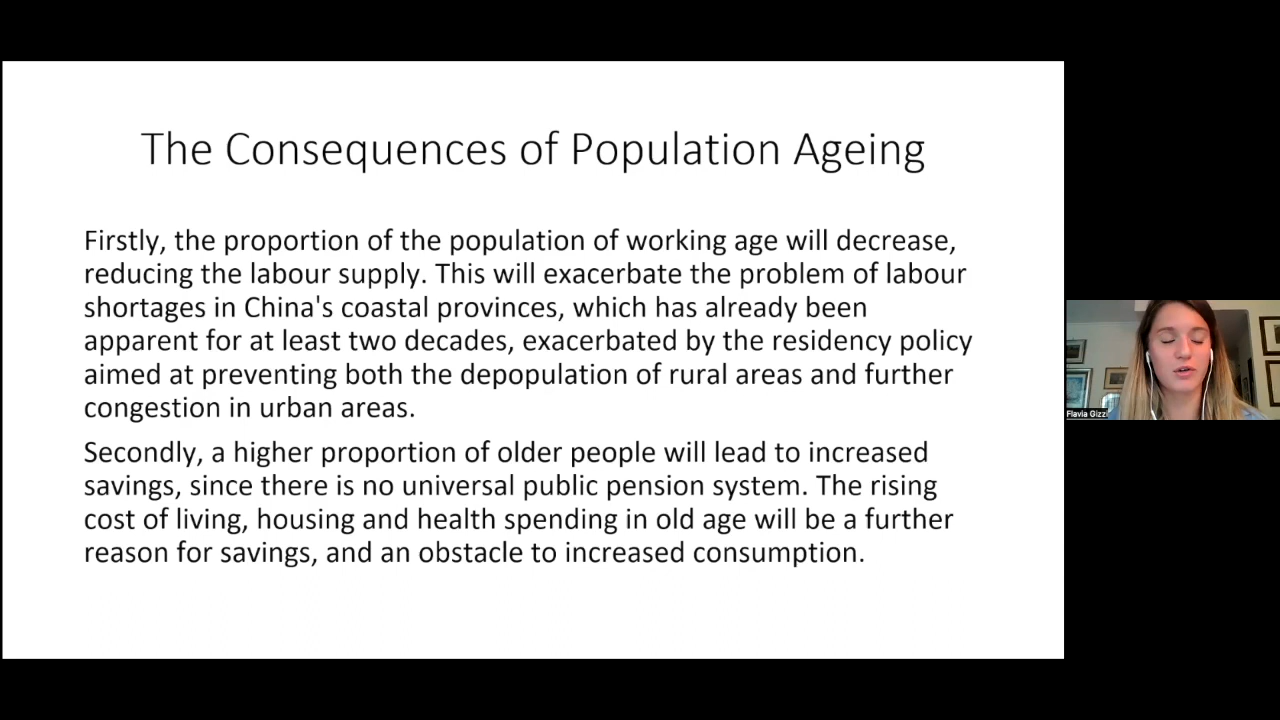 The Consequences of Population Ageing
Firstly, the proportion of the population of working age will decrease,
reducing the labour supply. This will exacerbate the problem of labour
shortages in China's coastal provinces, which has already been
apparent for at least two decades, exacerbated by the residency policy
aimed at preventing both the depopulation of rural areas and further
congestion in urban areas.
Secondly, a higher proportion of older people will lead to increased
savings, since there is no universal public pension system. The rising
cost of living, housing and health spending in old age will be a further
reason for savings, and an obstacle to increased consumption.
Flavia Gizzi